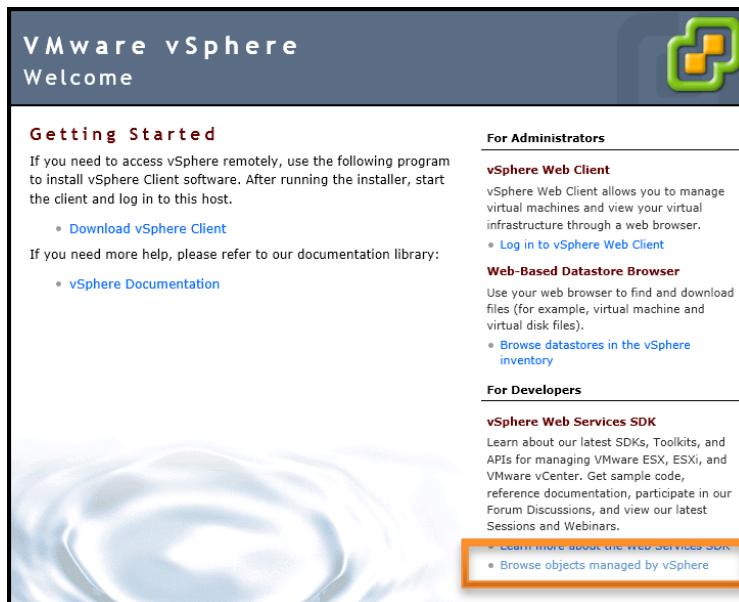 VMware vSphere
Welcome
Getting Started
If you need to access vSphere remotely, use the following program
to install vSphere Client software. After running the installer, start
the client and log in to this host.
Download vSphere Client
If you need more help, please refer to our documentation library:
vSphere Documentation
For Administrators
vSphere Web Client
vSphere Web Client allows you to manage
virtual machines and view your virtual
infrastructure through a web browser.
Log in to vSphere Web Client
Web-Based Datastore Browser
Use your web browser to find and download
files (for example, virtual machine and
virtual disk files).
Browse datastores in the vSphere
inventory
For Developers
vSphere Web Services SDK
Learn about our latest SDKs, Toolkits, and
APIs for managing VMware ESX, ESXi, and
VMware vCenter. Get sample code,
reference documentation, participate in our
Forum Discussions, and view our latest
Sessions and Webinars.
Learn more about the Web Services SDK
Browse objects managed by vSphere